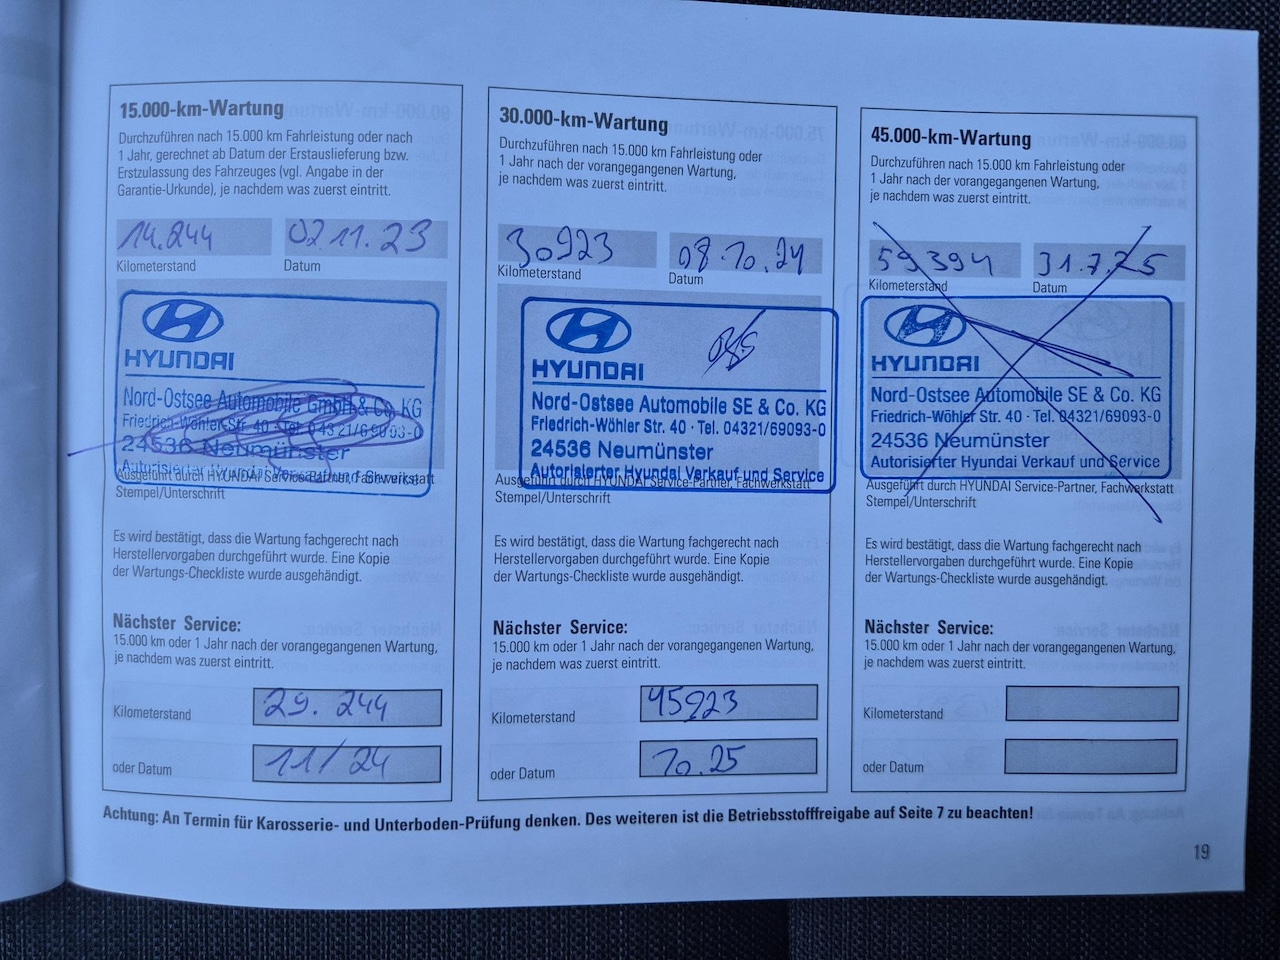 15.000-km-Wartung
Durchzuführen nach 15.000 km Fahrleistung oder nach
1 Jahr, gerechnet ab Datum der Erstauslieferung bzw.
Erstzulassung des Fahrzeuges (vgl. Angabe in der
Garantie-Urkunde), je nachdem was zuerst eintritt.
14.244 02.11.23
Kilometerstand Datum
HYUNDAI
Nord-Ostsee Automobile GmbH & Co. KG
Friedrich-Wöhler-Str. 40 · Tel. 04321/69093-0
24536 Neumünster
Autorisierter HYUNDAI
Ausgeführt durch HYUNDAI Service-Partner, Fachwerkstatt
Stempel/Unterschrift
Es wird bestätigt, dass die Wartung fachgerecht nach
Herstellervorgaben durchgeführt wurde. Eine Kopie
der Wartungs-Checkliste wurde ausgehändigt.
Nächster Service:
15.000 km oder 1 Jahr nach der vorangegangenen Wartung,
je nachdem was zuerst eintritt.
Kilometerstand 29.244
oder Datum 11/24
30.000-km-Wartung
Durchzuführen nach 15.000 km Fahrleistung oder
1 Jahr nach der vorangegangenen Wartung,
je nachdem was zuerst eintritt.
30923 08.10.24
Kilometerstand Datum
HYUNDAI
Nord-Ostsee Automobile SE & Co. KG
Friedrich-Wöhler Str. 40 · Tel. 04321/69093-0
24536 Neumünster
Autorisierter Hyundai Verkauf und Service
Ausgeführt durch HYUNDAI Service-Partner, Fachwerkstatt
Stempel/Unterschrift
Es wird bestätigt, dass die Wartung fachgerecht nach
Herstellervorgaben durchgeführt wurde. Eine Kopie
der Wartungs-Checkliste wurde ausgehändigt.
Nächster Service:
15.000 km oder 1 Jahr nach der vorangegangenen Wartung,
je nachdem was zuerst eintritt.
Kilometerstand 45923
oder Datum 10.25
45.000-km-Wartung
Durchzuführen nach 15.000 km Fahrleistung oder
1 Jahr nach der vorangegangenen Wartung,
je nachdem was zuerst eintritt.
59394 31.7.25
Kilometerstand Datum
HYUNDAI
Nord-Ostsee Automobile SE & Co. KG
Friedrich-Wöhler Str. 40 · Tel. 04321/69093-0
24536 Neumünster
Autorisierter Hyundai Verkauf und Service
Ausgeführt durch HYUNDAI Service-Partner, Fachwerkstatt
Stempel/Unterschrift
Es wird bestätigt, dass die Wartung fachgerecht nach
Herstellervorgaben durchgeführt wurde. Eine Kopie
der Wartungs-Checkliste wurde ausgehändigt.
Nächster Service:
15.000 km oder 1 Jahr nach der vorangegangenen Wartung,
je nachdem was zuerst eintritt.
Kilometerstand
oder Datum
Achtung: An Termin für Karosserie- und Unterboden-Prüfung denken. Des weiteren ist die Betriebsstofffreigabe auf Seite 7 zu beachten!
19